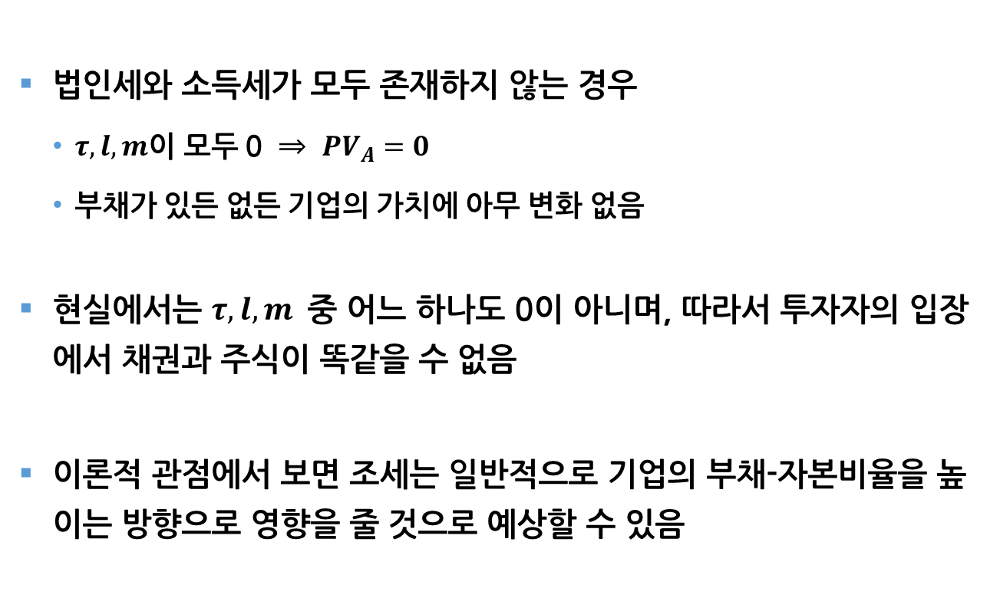 ▪ 법인세와 소득세가 모두 존재하지 않는 경우
• τ, l, m이 모두 0 ⇒ PV_A = 0
• 부채가 있든 없든 기업의 가치에 아무 변화 없음
▪ 현실에서는 τ, l, m 중 어느 하나도 0이 아니며, 따라서 투자자의 입장
에서 채권과 주식이 똑같을 수 없음
▪ 이론적 관점에서 보면 조세는 일반적으로 기업의 부채-자본비율을 높
이는 방향으로 영향을 줄 것으로 예상할 수 있음